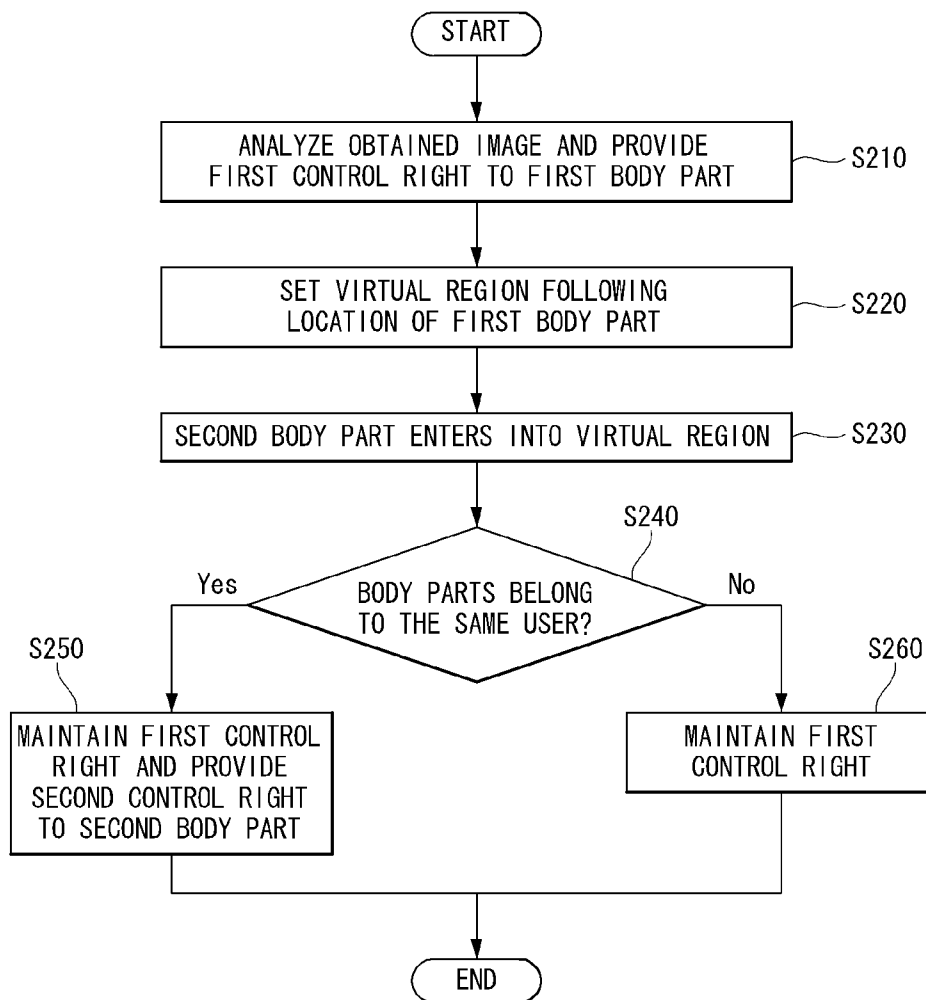 START
ANALYZE OBTAINED IMAGE AND PROVIDE
FIRST CONTROL RIGHT TO FIRST BODY PART
S210
SET VIRTUAL REGION FOLLOWING
LOCATION OF FIRST BODY PART
S220
SECOND BODY PART ENTERS INTO VIRTUAL REGION
S230
S240
BODY PARTS BELONG
TO THE SAME USER?
Yes
No
S250
MAINTAIN FIRST CONTROL
RIGHT AND PROVIDE
SECOND CONTROL RIGHT
TO SECOND BODY PART
S260
MAINTAIN FIRST
CONTROL RIGHT
END